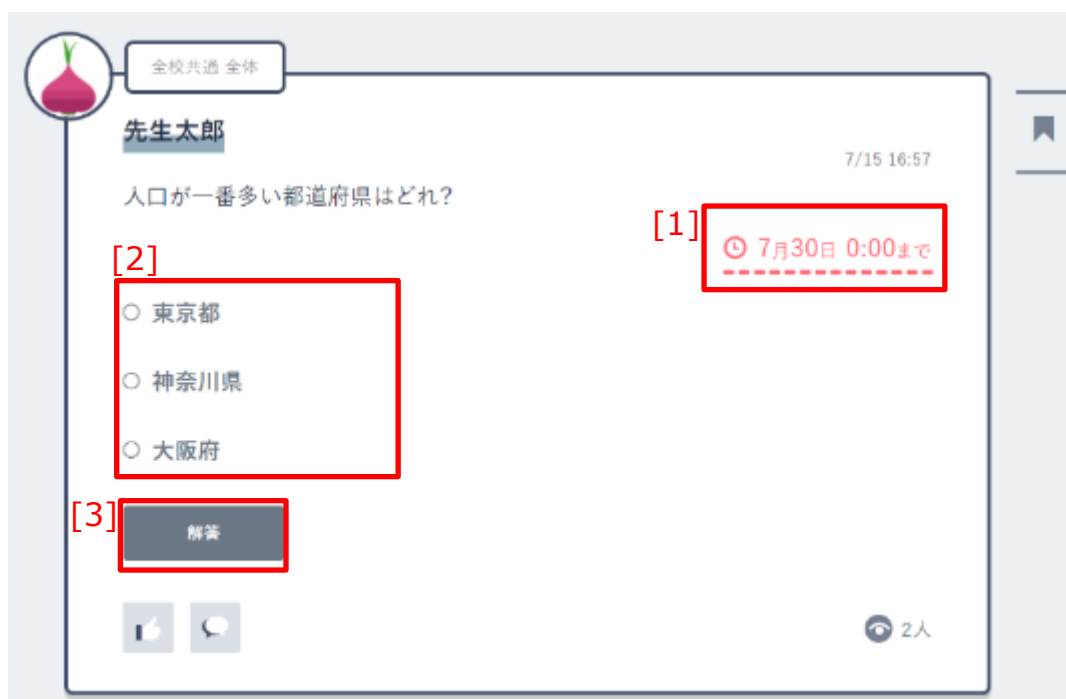 全校共通 全体
先生太郎
7/15 16:57
人口が一番多い都道府県はどれ?
[1]
7月30日 0:00まで
[2]
東京都
神奈川県
大阪府
[3]
解答
2人